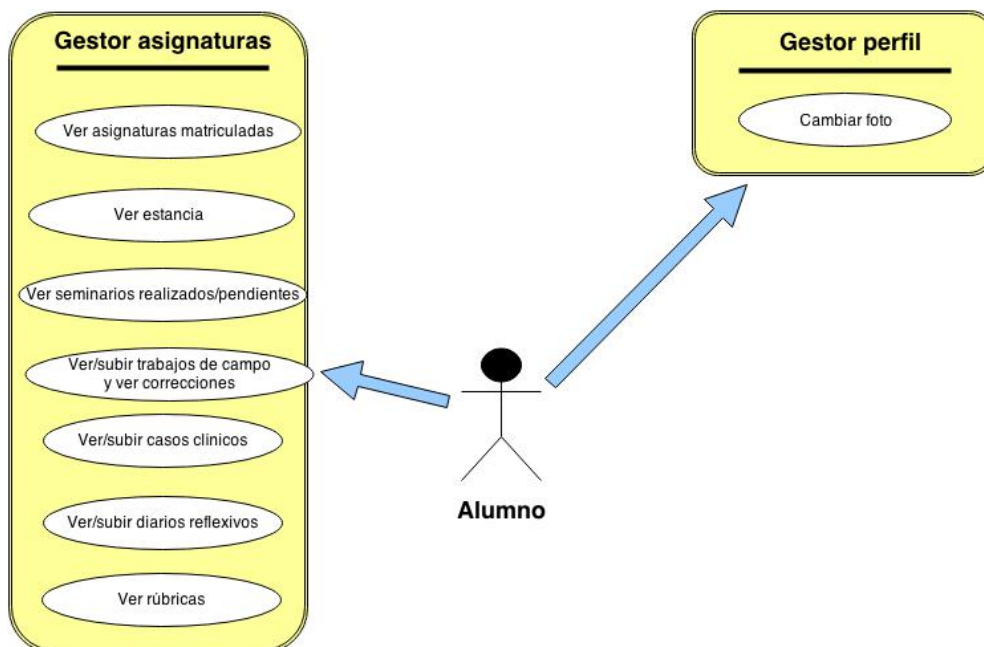 Gestor asignaturas
Ver asignaturas matriculadas
Ver estancia
Ver seminarios realizados/pendientes
Ver/subir trabajos de campo
y ver correcciones
Ver/subir casos clínicos
Ver/subir diarios reflexivos
Ver rúbricas
Gestor perfil
Cambiar foto
Alumno